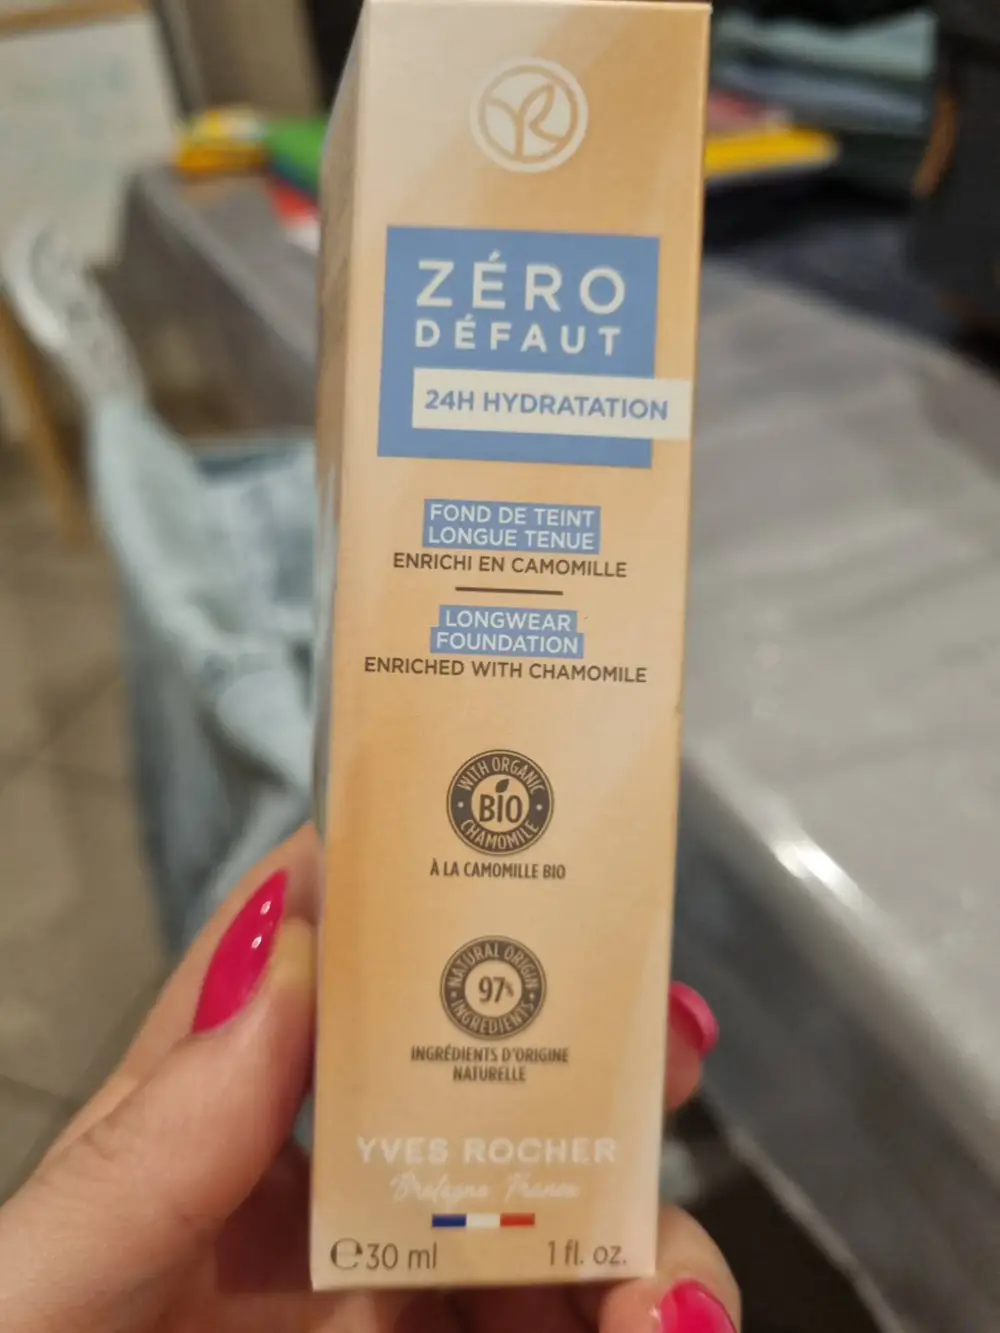 ZÉRO
DÉFAUT
24H HYDRATATION
FOND DE TEINT
LONGUE TENUE
ENRICHI EN CAMOMILLE
LONGWEAR
FOUNDATION
ENRICHED WITH CHAMOMILE
WITH ORGANIC
BIO
CHAMOMILE
À LA CAMOMILLE BIO
NATURAL ORIGIN
97%
INGREDIENTS
INGRÉDIENTS D'ORIGINE
NATURELLE
YVES ROCHER
Bretagne France
℮30 ml 1 fl. oz.